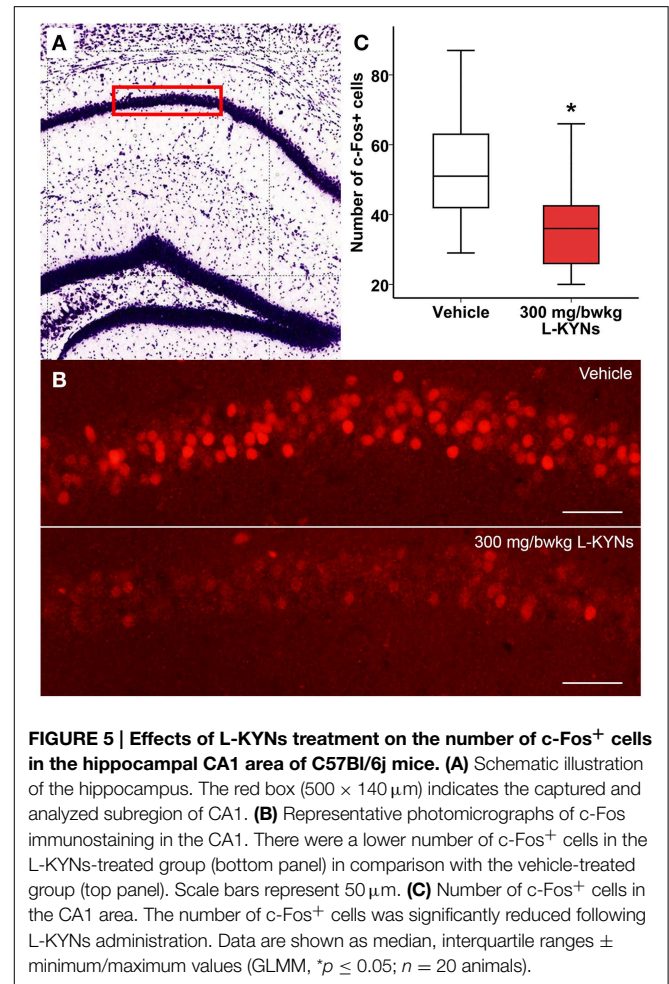 A
C
Number of c-Fos+ cells
80
60
40
20
*
Vehicle
300 mg/bwkg
L-KYNs
B
Vehicle
300 mg/bwkg L-KYNs
FIGURE 5 | Effects of L-KYNs treatment on the number of c-Fos⁺ cells
in the hippocampal CA1 area of C57Bl/6j mice. (A) Schematic illustration
of the hippocampus. The red box (500 × 140 μm) indicates the captured and
analyzed subregion of CA1. (B) Representative photomicrographs of c-Fos
immunostaining in the CA1. There were a lower number of c-Fos⁺ cells in the
L-KYNs-treated group (bottom panel) in comparison with the vehicle-treated
group (top panel). Scale bars represent 50 μm. (C) Number of c-Fos⁺ cells in
the CA1 area. The number of c-Fos⁺ cells was significantly reduced following
L-KYNs administration. Data are shown as median, interquartile ranges ±
minimum/maximum values (GLMM, *p ≤ 0.05; n = 20 animals).